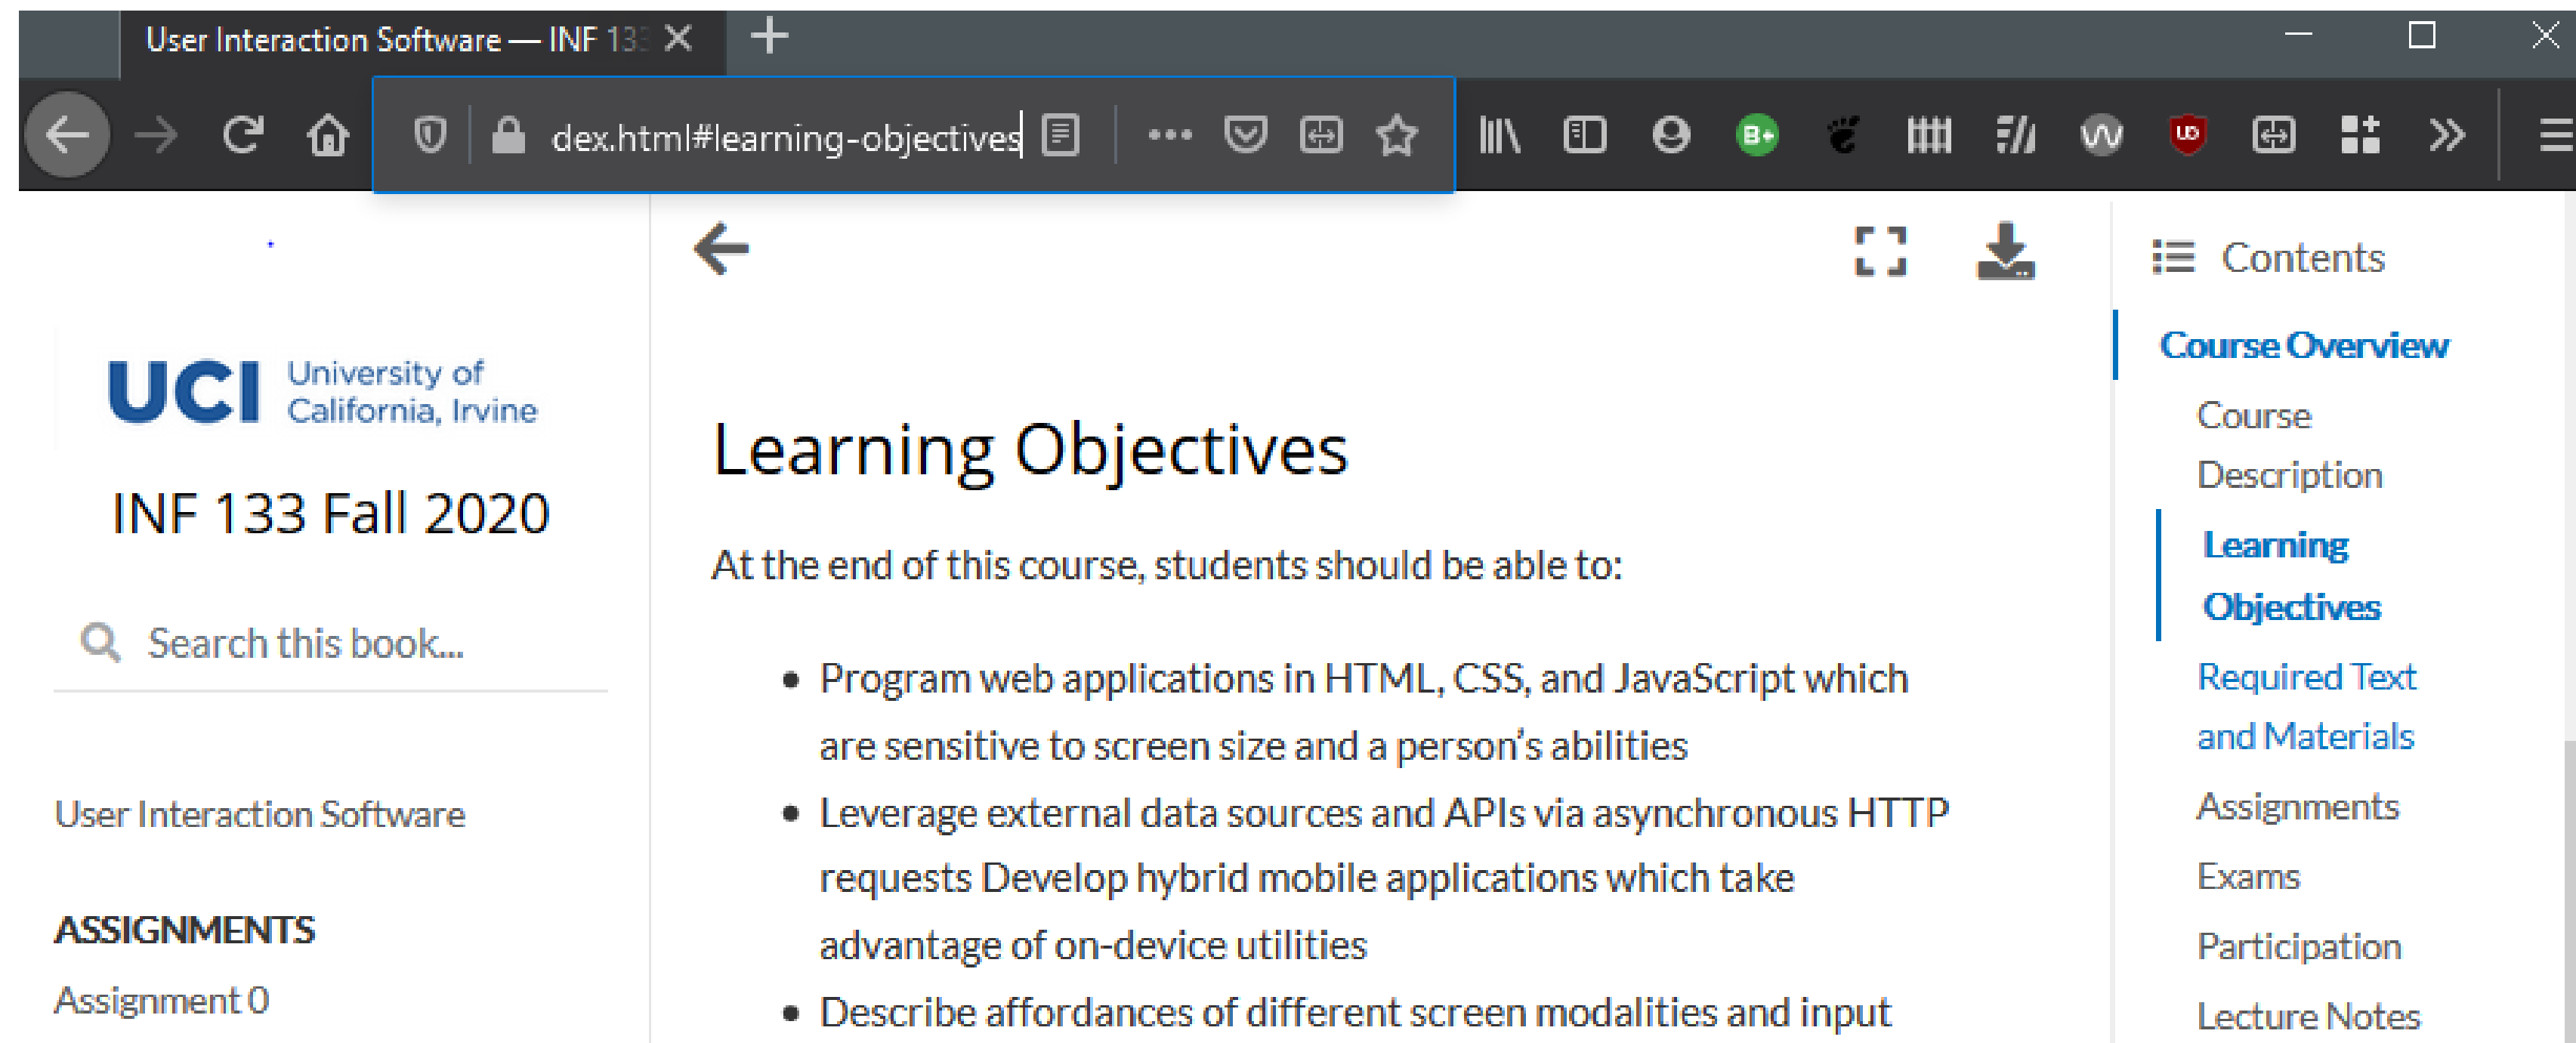 User Interaction Software — INF 133
dex.html#learning-objectives
B+
UCI University of
California, Irvine
INF 133 Fall 2020
Search this book...
User Interaction Software
ASSIGNMENTS
Assignment 0
Learning Objectives
At the end of this course, students should be able to:
Program web applications in HTML, CSS, and JavaScript which
are sensitive to screen size and a person's abilities
Leverage external data sources and APIs via asynchronous HTTP
requests Develop hybrid mobile applications which take
advantage of on-device utilities
Describe affordances of different screen modalities and input
Contents
Course Overview
Course
Description
Learning
Objectives
Required Text
and Materials
Assignments
Exams
Participation
Lecture Notes